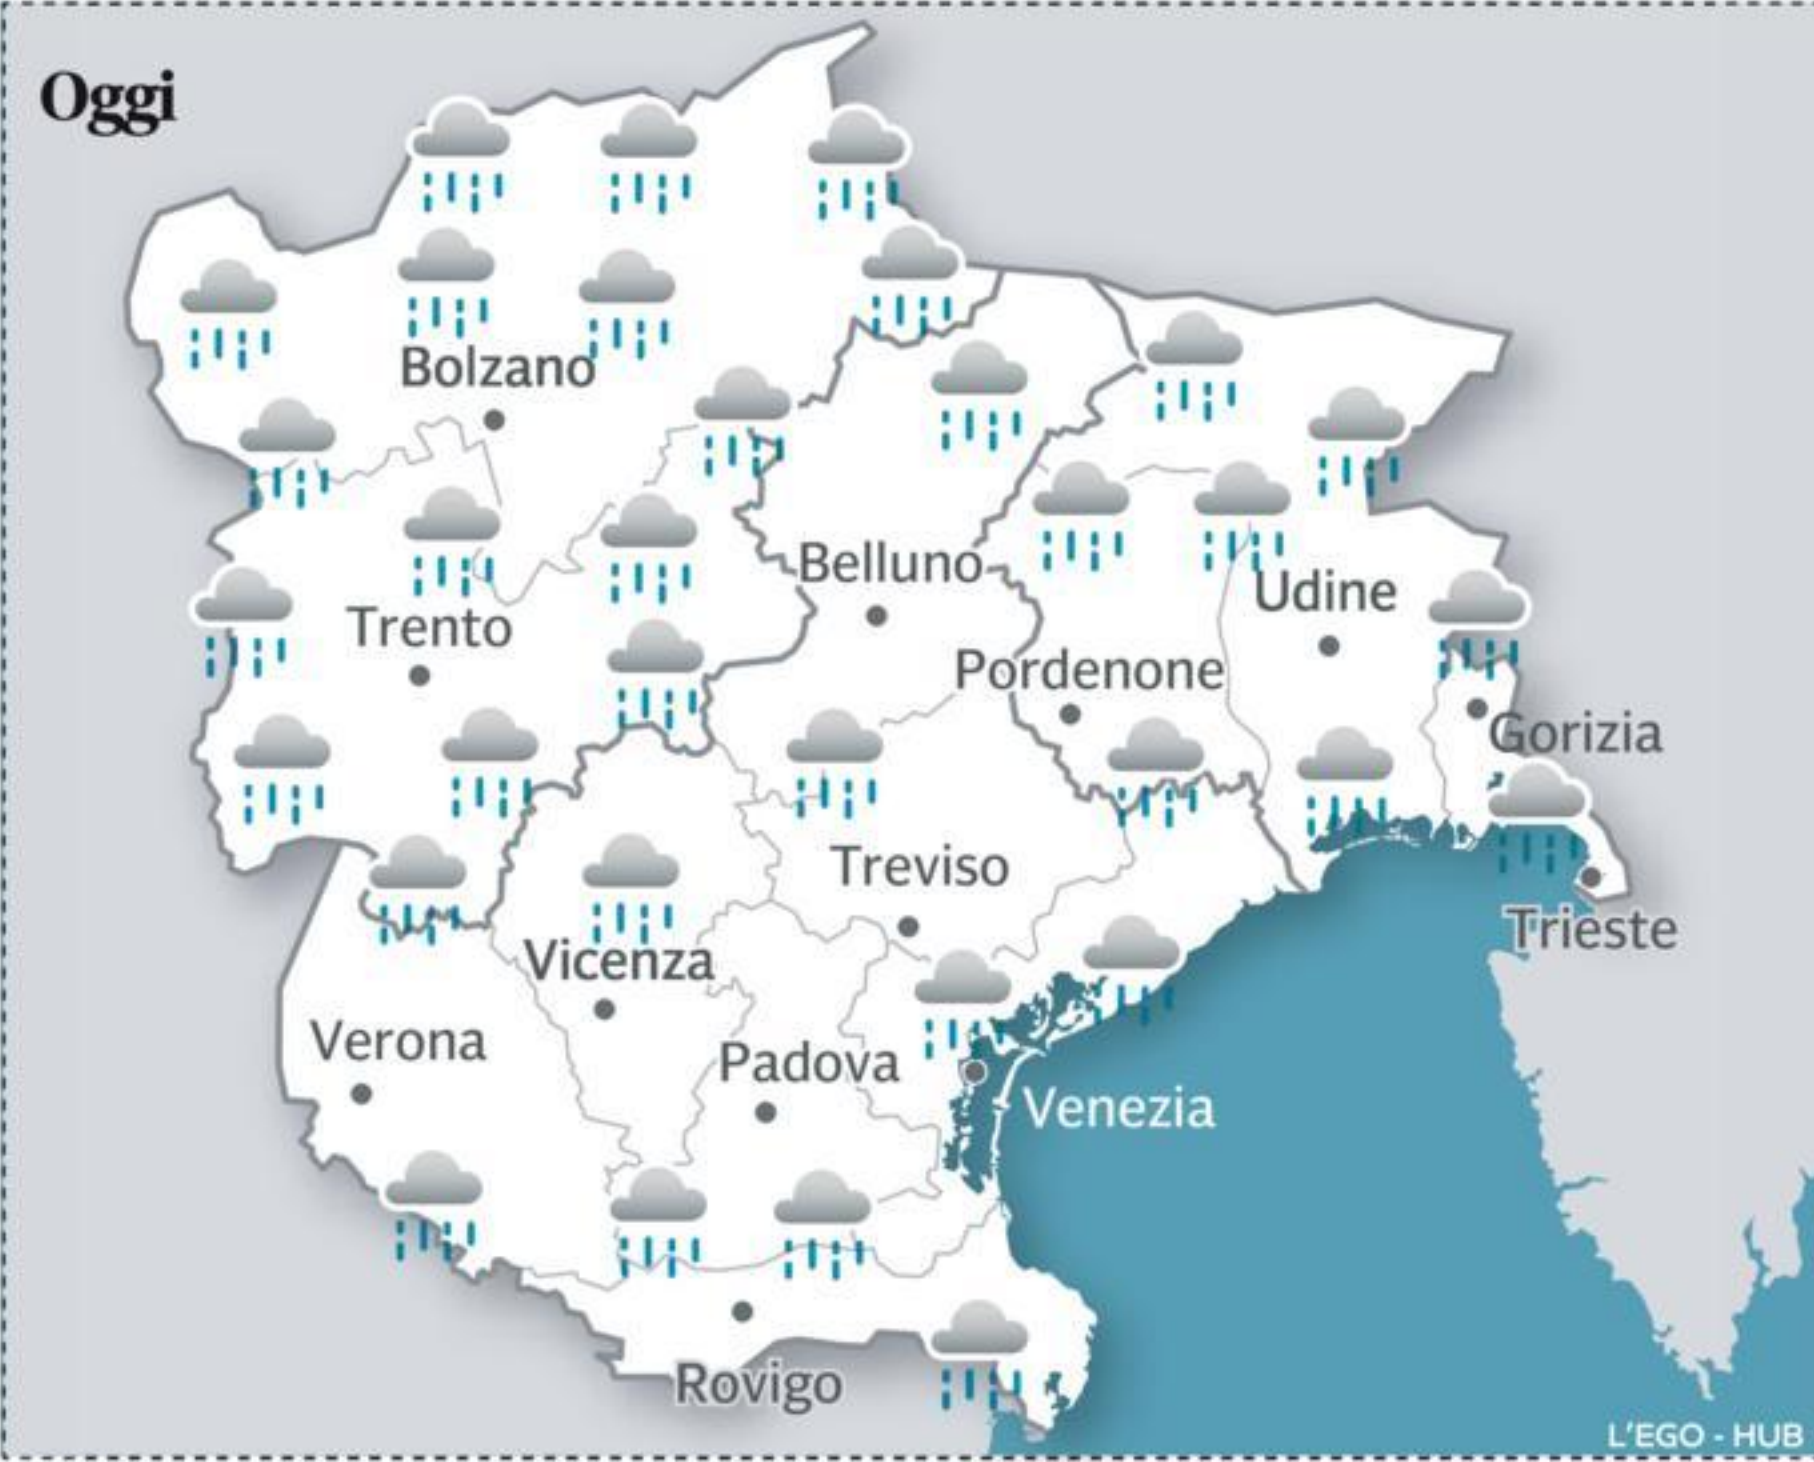 Oggi
Bolzano
Belluno
Udine
Trento
Pordenone
Gorizia
Treviso
Trieste
Vicenza
Verona
Padova
Venezia
Rovigo
L'EGO - HUB